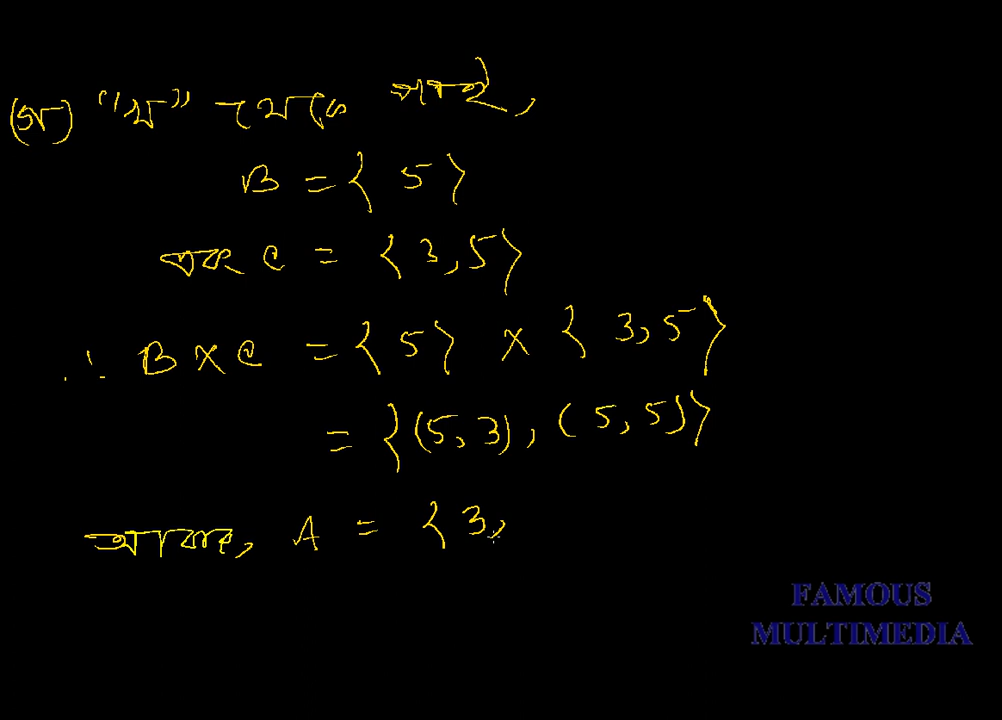 (গ) "খ" থেকে পাই,
B = { 5 }
এবং C = { 3, 5 }
∴ B × C = { 5 } × { 3, 5 }
= { (5, 3), ( 5, 5) }
আবার, A = { 3,
FAMOUS
MULTIMEDIA